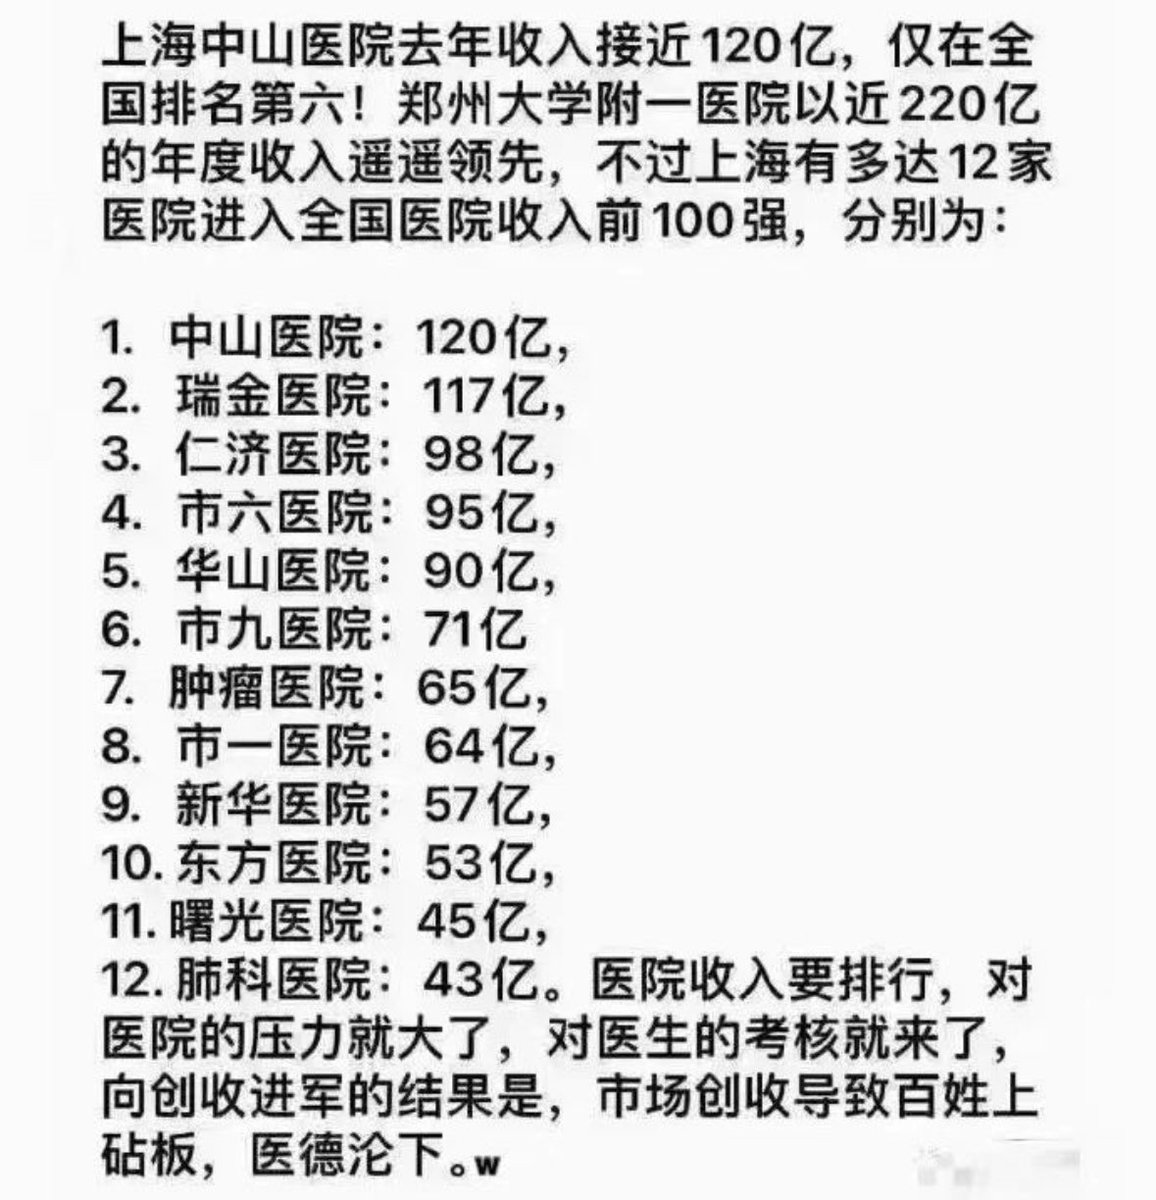 上海中山医院去年收入接近120亿，仅在全
国排名第六！郑州大学附一医院以近220亿
的年度收入遥遥领先，不过上海有多达12家
医院进入全国医院收入前100强，分别为：
1. 中山医院：120亿，
2. 瑞金医院：117亿，
3. 仁济医院：98亿，
4. 市六医院：95亿，
5. 华山医院：90亿，
6. 市九医院：71亿
7. 肿瘤医院：65亿，
8. 市一医院：64亿，
9. 新华医院：57亿，
10. 东方医院：53亿，
11. 曙光医院：45亿，
12. 肺科医院：43亿。医院收入要排行，对
医院的压力就大了，对医生的考核就来了，
向创收进军的结果是，市场创收导致百姓上
砧板，医德沦下。w